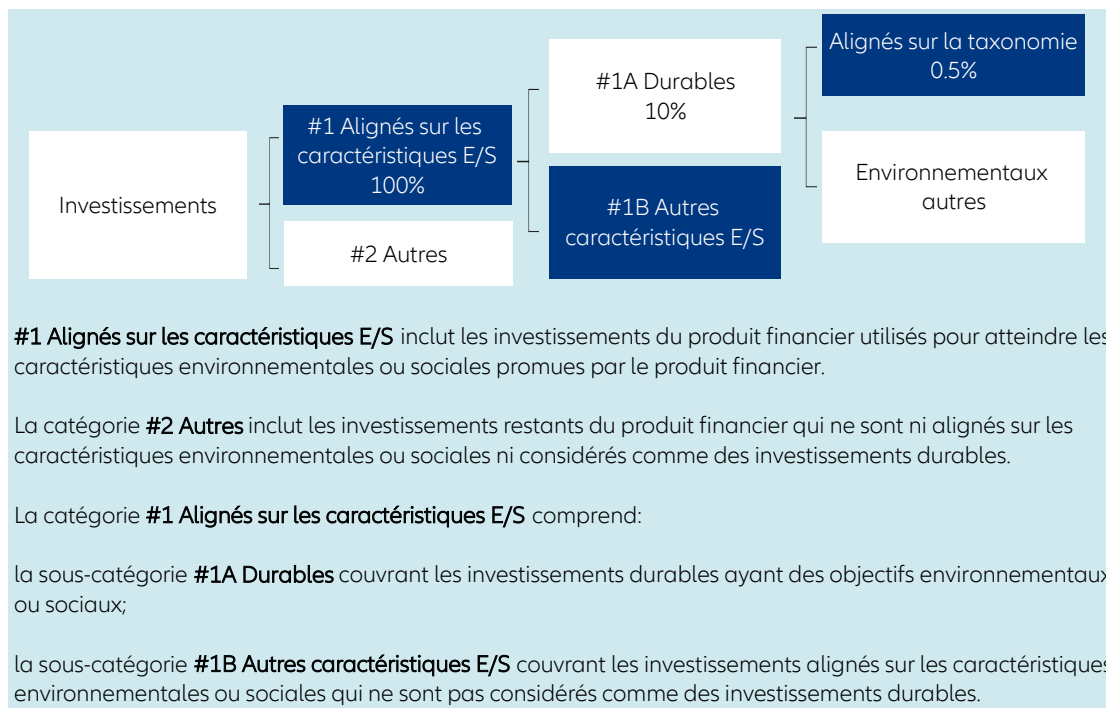 Investissements
#1 Alignés sur les
caractéristiques E/S
100%
#2 Autres
#1A Durables
10%
#1B Autres
caractéristiques E/S
Alignés sur la taxonomie
0.5%
Environnementaux
autres
#1 Alignés sur les caractéristiques E/S inclut les investissements du produit financier utilisés pour atteindre les
caractéristiques environnementales ou sociales promues par le produit financier.
La catégorie #2 Autres inclut les investissements restants du produit financier qui ne sont ni alignés sur les
caractéristiques environnementales ou sociales ni considérés comme des investissements durables.
La catégorie #1 Alignés sur les caractéristiques E/S comprend:
la sous-catégorie #1A Durables couvrant les investissements durables ayant des objectifs environnementaux
ou sociaux;
la sous-catégorie #1B Autres caractéristiques E/S couvrant les investissements alignés sur les caractéristiques
environnementales ou sociales qui ne sont pas considérés comme des investissements durables.